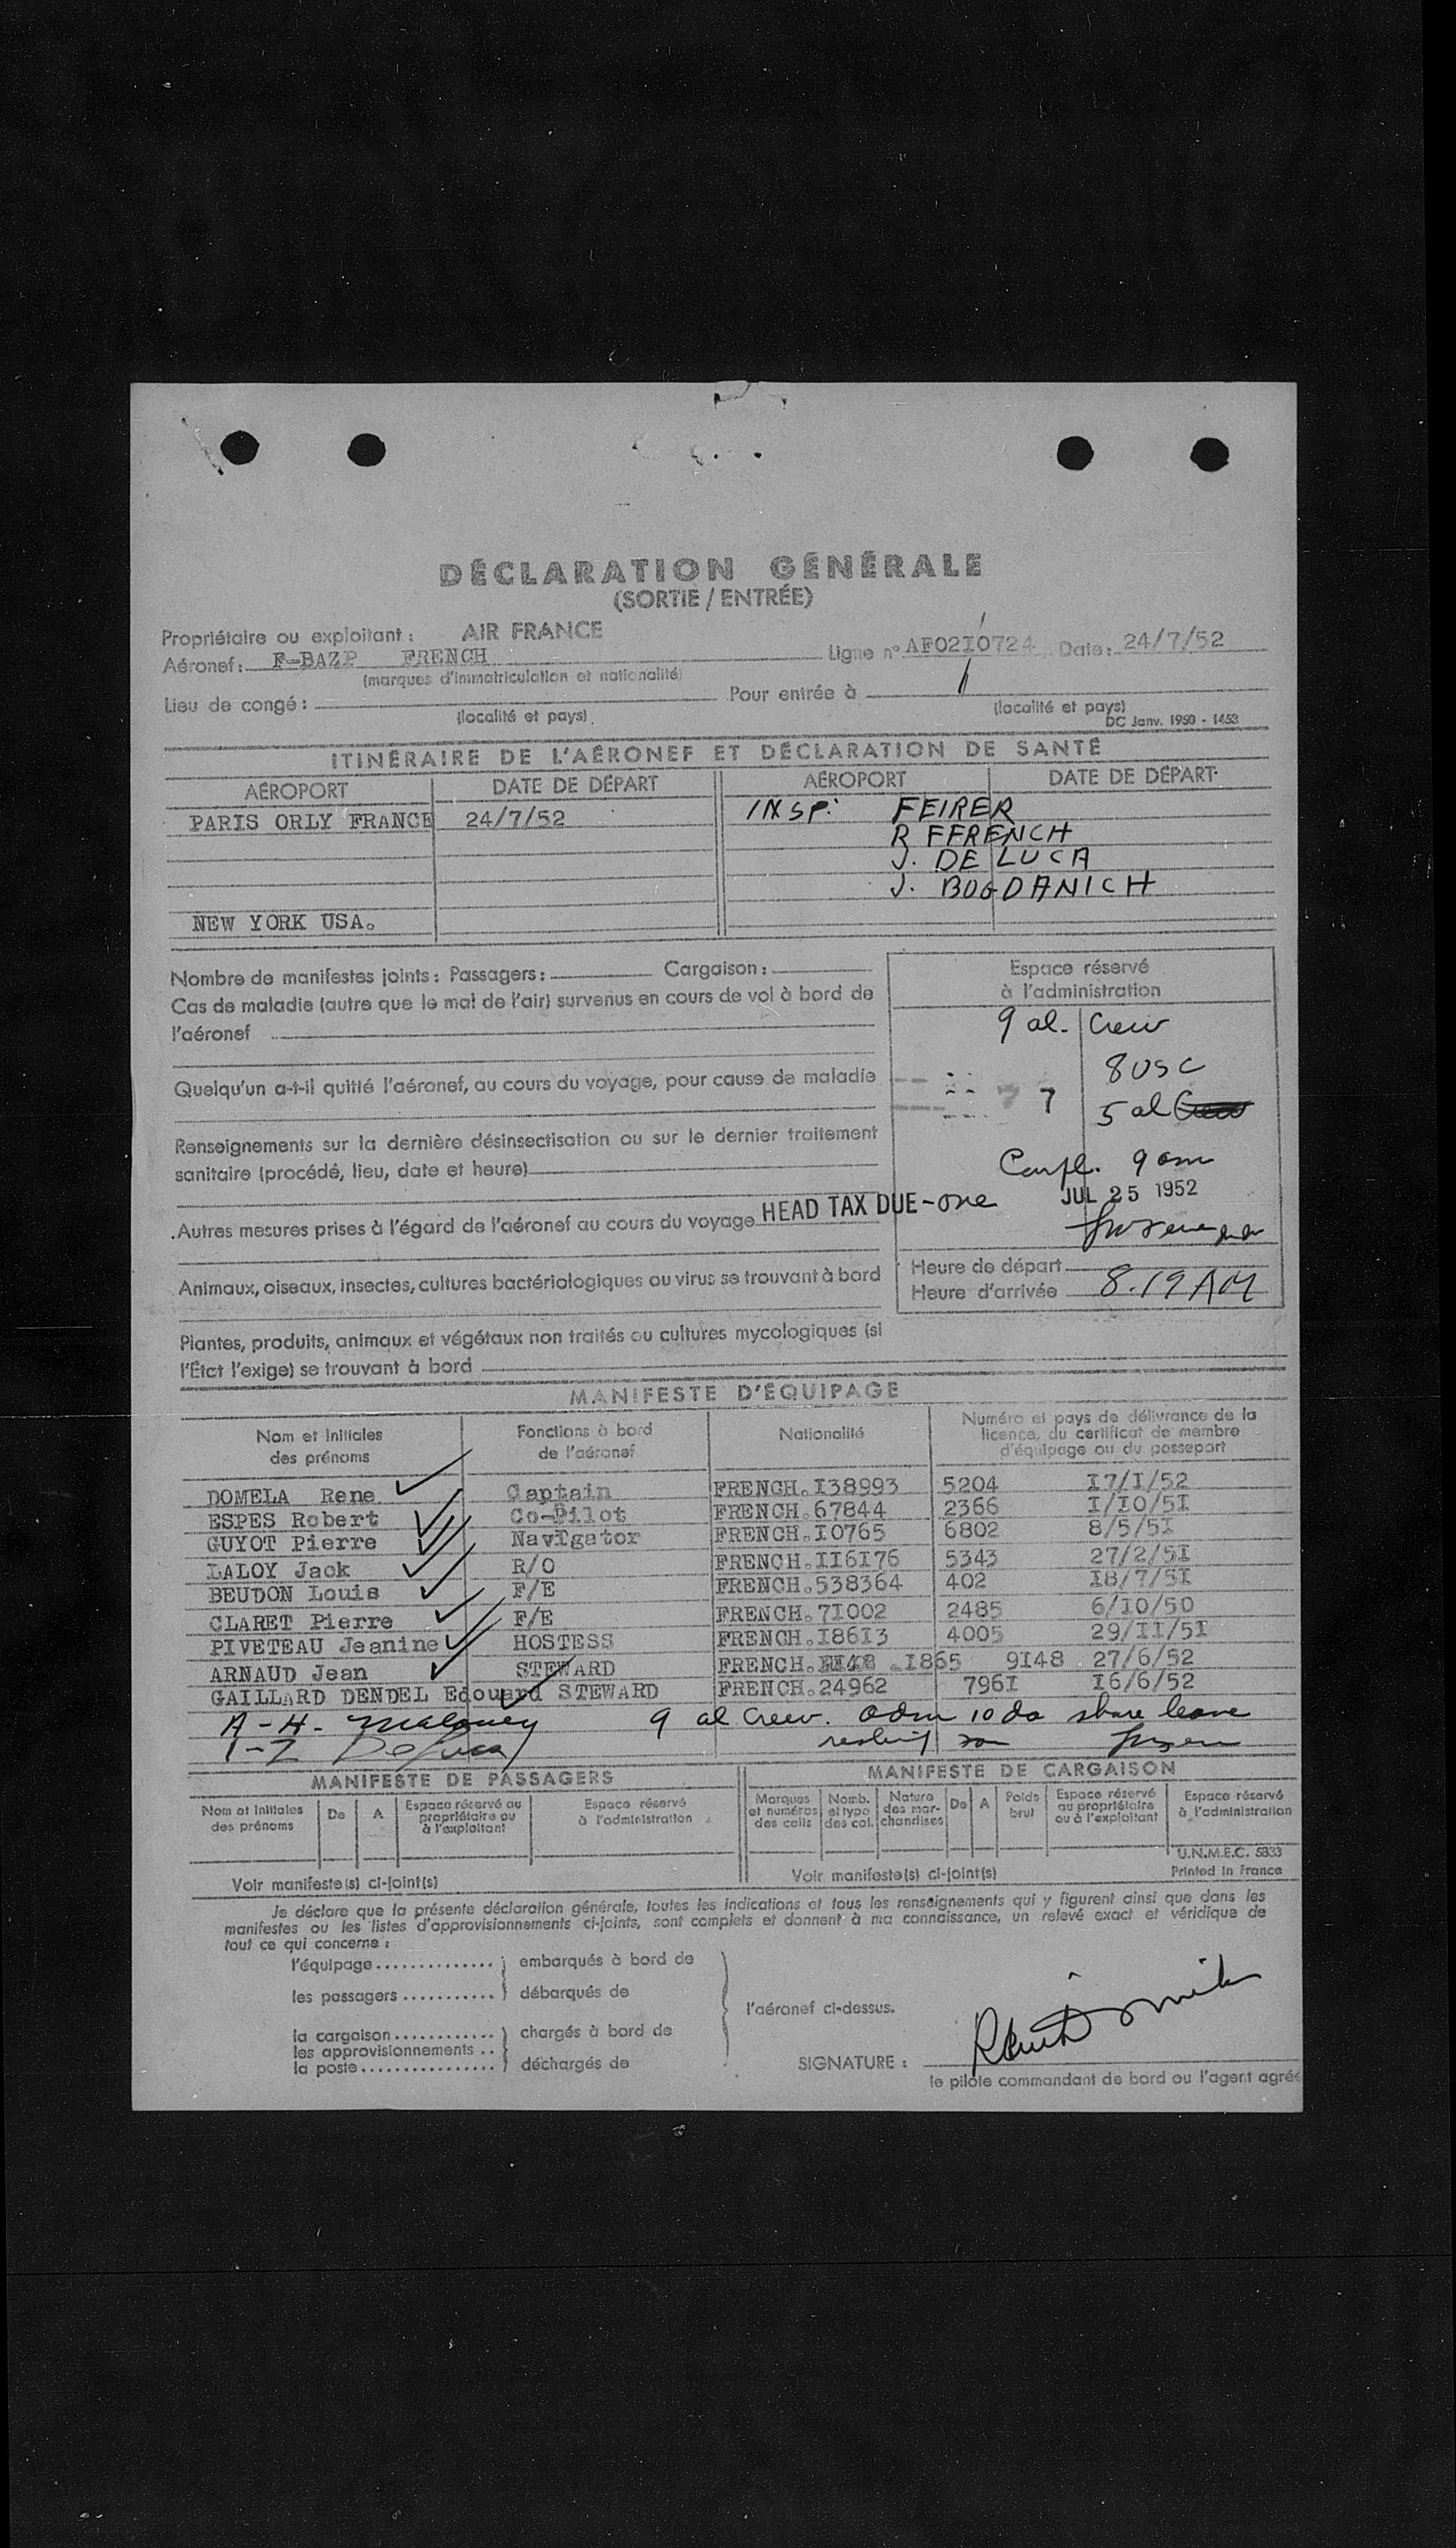 DÉCLARATION GÉNÉRALE
(SORTIE / ENTRÉE)
Propriétaire ou exploitant : AIR FRANCE
Aéronef : F-BAZP FRENCH Ligne n° AF02I0724 Date : 24/7/52
(marques d'immatriculation et nationalité)
Lieu de congé : Pour entrée à
(localité et pays). (localité et pays)
DC Janv. 1950 - 1453
ITINÉRAIRE DE L'AÉRONEF ET DÉCLARATION DE SANTÉ
AÉROPORT DATE DE DÉPART AÉROPORT DATE DE DÉPART
PARIS ORLY FRANCE 24/7/52 INSP: FEIRER
R FFRENCH
J. DE LUCA
J. BOGDANICH
NEW YORK USA.
Nombre de manifestes joints : Passagers : Cargaison :
Espace réservé
à l'administration
Cas de maladie (autre que le mal de l'air) survenus en cours de vol à bord de
l'aéronef
9 al. Crew
8 USC
Quelqu'un a-t-il quitté l'aéronef, au cours du voyage, pour cause de maladie
7 5 al
Renseignements sur la dernière désinsectisation ou sur le dernier traitement
sanitaire (procédé, lieu, date et heure)
Compl. 9 am
JUL 25 1952
Autres mesures prises à l'égard de l'aéronef au cours du voyage HEAD TAX DUE-one
Heure de départ
Animaux, oiseaux, insectes, cultures bactériologiques ou virus se trouvant à bord
Heure d'arrivée 8.19 AM
Plantes, produits, animaux et végétaux non traités ou cultures mycologiques (si
l'État l'exige) se trouvant à bord
MANIFESTE D'ÉQUIPAGE
Nom et Initiales Fonctions à bord Nationalité Numéro et pays de délivrance de la
des prénoms de l'aéronef licence, du certificat de membre
d'équipage ou du passeport
DOMELA Rene Captain FRENCH.I38993 5204 I7/I/52
ESPES Robert Co-Pilot FRENCH.67844 2366 I/I0/5I
GUYOT Pierre Navigator FRENCH.I0765 6802 8/5/5I
LALOY Jack R/O FRENCH.II6I76 5343 27/2/5I
BEUDON Louis F/E FRENCH.538364 402 I8/7/5I
CLARET Pierre F/E FRENCH.7I002 2485 6/I0/50
PIVETEAU Jeanine HOSTESS FRENCH.I86I3 4005 29/II/5I
ARNAUD Jean STEWARD FRENCH. I865 9I48 27/6/52
GAILLARD DENDEL Edouard STEWARD FRENCH.24962 796I I6/6/52
A-H- Maloney 9 al Crew. Adm 10 da shore leave
1-2 DeLuca
MANIFESTE DE PASSAGERS MANIFESTE DE CARGAISON
Nom et Initiales des prénoms De A Espace réservé au propriétaire ou à l'exploitant Espace réservé à l'administration
Marques et numéros des colis Nomb. et type des col. Nature des mar-chandises De A Poids brut Espace réservé au propriétaire ou à l'exploitant Espace réservé à l'administration
U.N.M.E.C. 5833
Voir manifeste(s) ci-joint(s) Voir manifeste(s) ci-joint(s) Printed in France
Je déclare que la présente déclaration générale, toutes les indications et tous les renseignements qui y figurent ainsi que dans les
manifestes ou les listes d'approvisionnements ci-joints, sont complets et donnent à ma connaissance, un relevé exact et véridique de
tout ce qui concerne :
l'équipage.............. embarqués à bord de
les passagers ........... débarqués de
l'aéronef ci-dessus.
la cargaison............ chargés à bord de
les approvisionnements ..
la poste................ déchargés de
SIGNATURE :
le pilote commandant de bord ou l'agent agréé